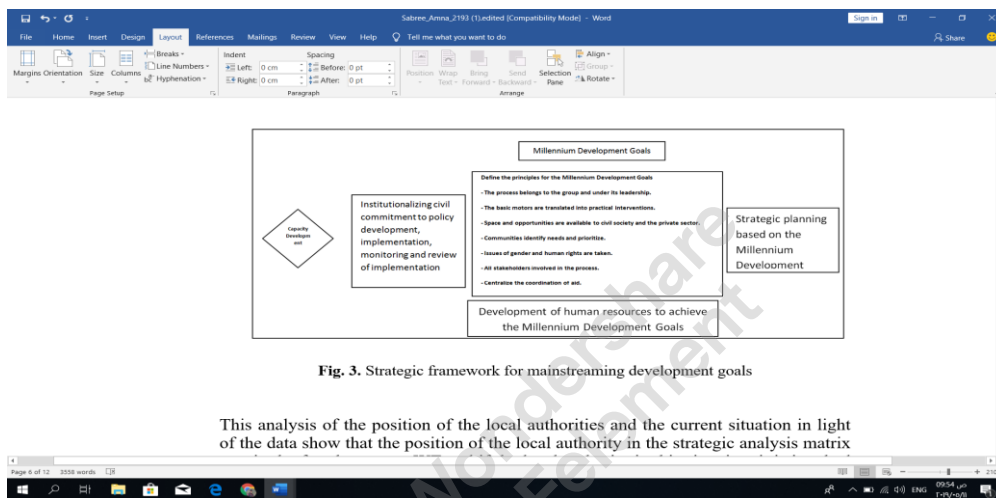 Sabree_Amna_2193 (1).edited [Compatibility Mode] - Word
Sign in
File Home Insert Design Layout References Mailings Review View Help Tell me what you want to do Share
Margins Orientation Size Columns
Breaks
Line Numbers
Hyphenation
Page Setup
Indent Spacing
Left: 0 cm Before: 0 pt
Right: 0 cm After: 0 pt
Paragraph
Position Wrap Text Bring Forward Send Backward Selection Pane
Align
Group
Rotate
Arrange
Millennium Development Goals
Capacity
Developm
ent
Institutionalizing civil
commitment to policy
development,
implementation,
monitoring and review
of implementation
Define the principles for the Millennium Development Goals
- The process belongs to the group and under its leadership.
- The basic motors are translated into practical interventions.
- Space and opportunities are available to civil society and the private sector.
- Communities identify needs and prioritize.
- Issues of gender and human rights are taken.
- All stakeholders involved in the process.
- Centralize the coordination of aid.
Strategic planning
based on the
Millennium
Development
Development of human resources to achieve
the Millennium Development Goals
Fig. 3. Strategic framework for mainstreaming development goals
This analysis of the position of the local authorities and the current situation in light
of the data show that the position of the local authority in the strategic analysis matrix
Wondershare
PDFelement
Page 6 of 12 3558 words
210
ENG
09:54 ص